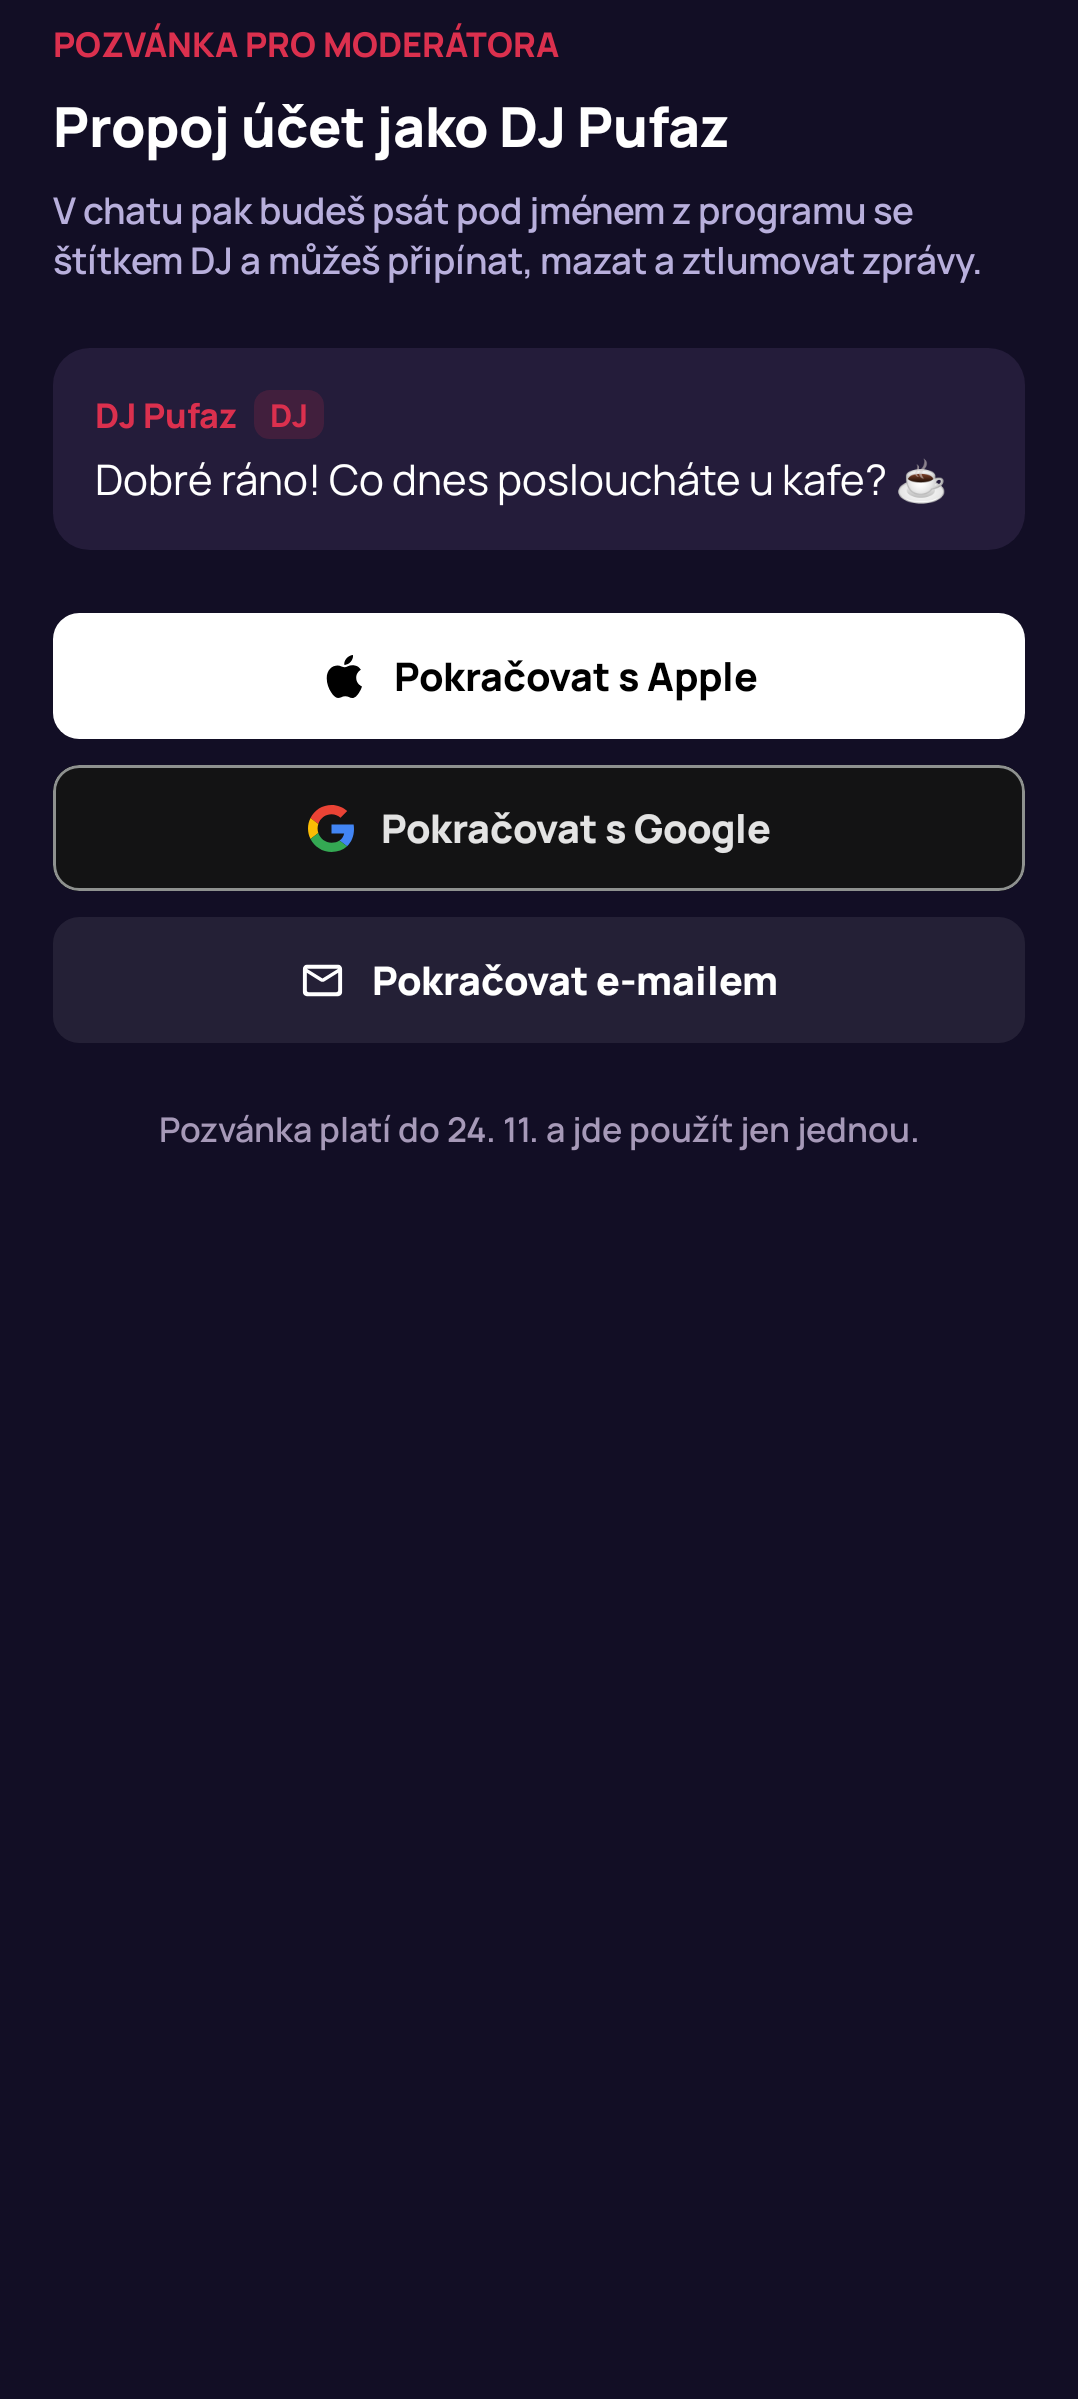 POZVÁNKA PRO MODERÁTORA
Propoj účet jako DJ Pufaz
V chatu pak budeš psát pod jménem z programu se
štítkem DJ a můžeš připínat, mazat a ztlumovat zprávy.
DJ Pufaz DJ
Dobré ráno! Co dnes posloucháte u kafe? ☕
Pokračovat s Apple
Pokračovat s Google
Pokračovat e-mailem
Pozvánka platí do 24. 11. a jde použít jen jednou.